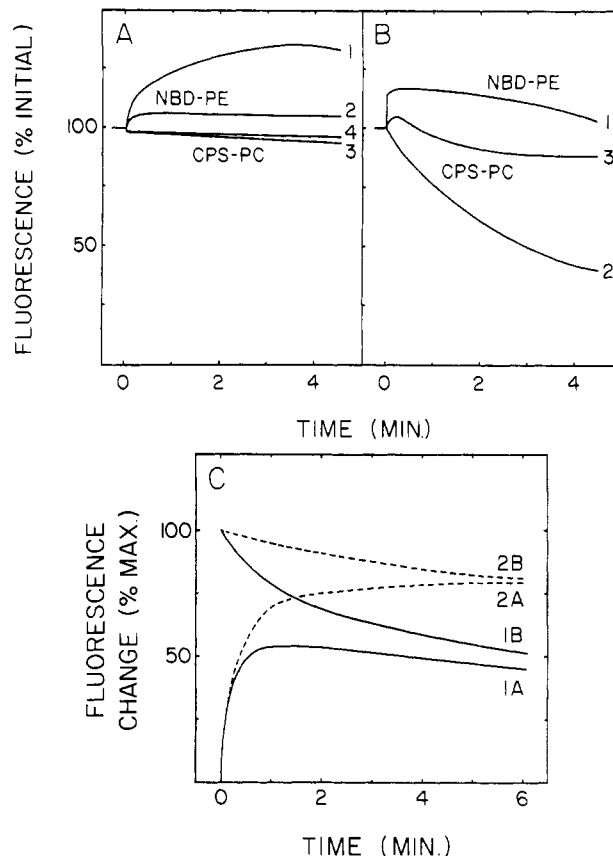 A
B
FLUORESCENCE (% INITIAL)
100
50
NBD-PE
CPS-PC
1
2
4
3
NBD-PE
CPS-PC
1
3
2
0
2
4
0
2
4
TIME (MIN.)
C
FLUORESCENCE
CHANGE (% MAX.)
100
50
2B
2A
1B
1A
0
2
4
6
TIME (MIN.)